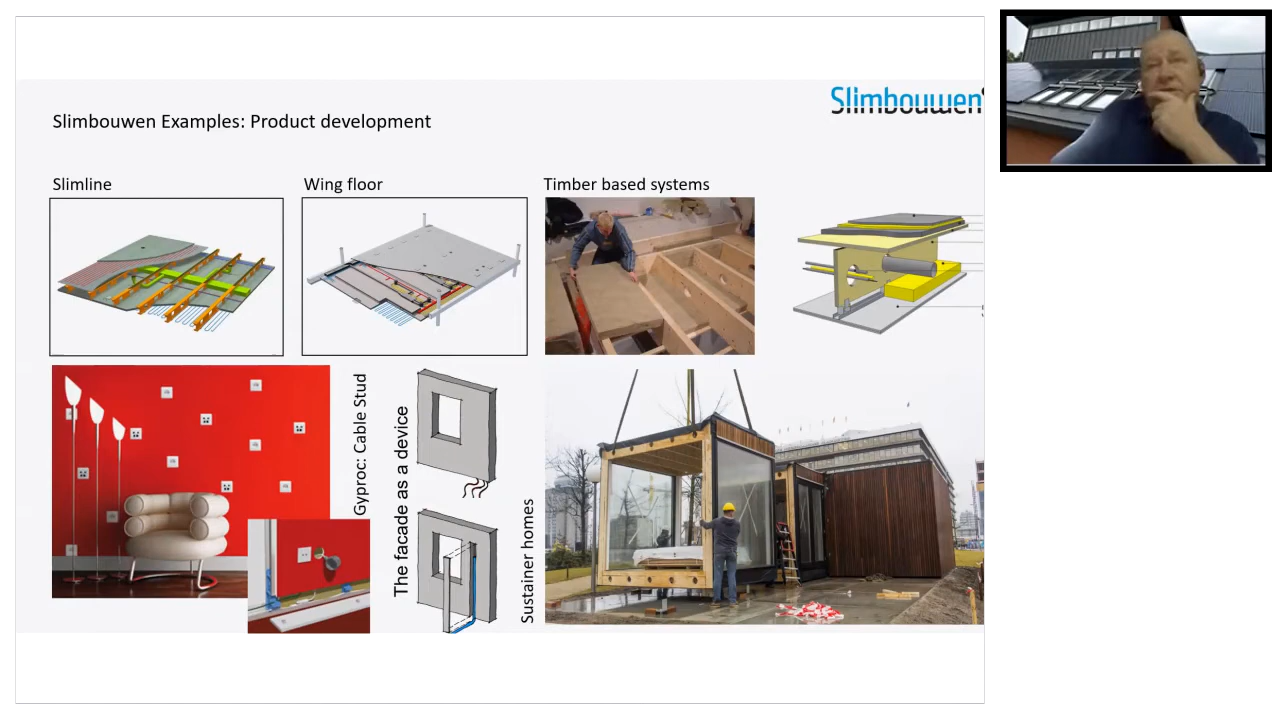 Slimbouwen
Slimbouwen Examples: Product development
Slimline
Wing floor
Timber based systems
Gyproc: Cable Stud
The facade as a device
Sustainer homes